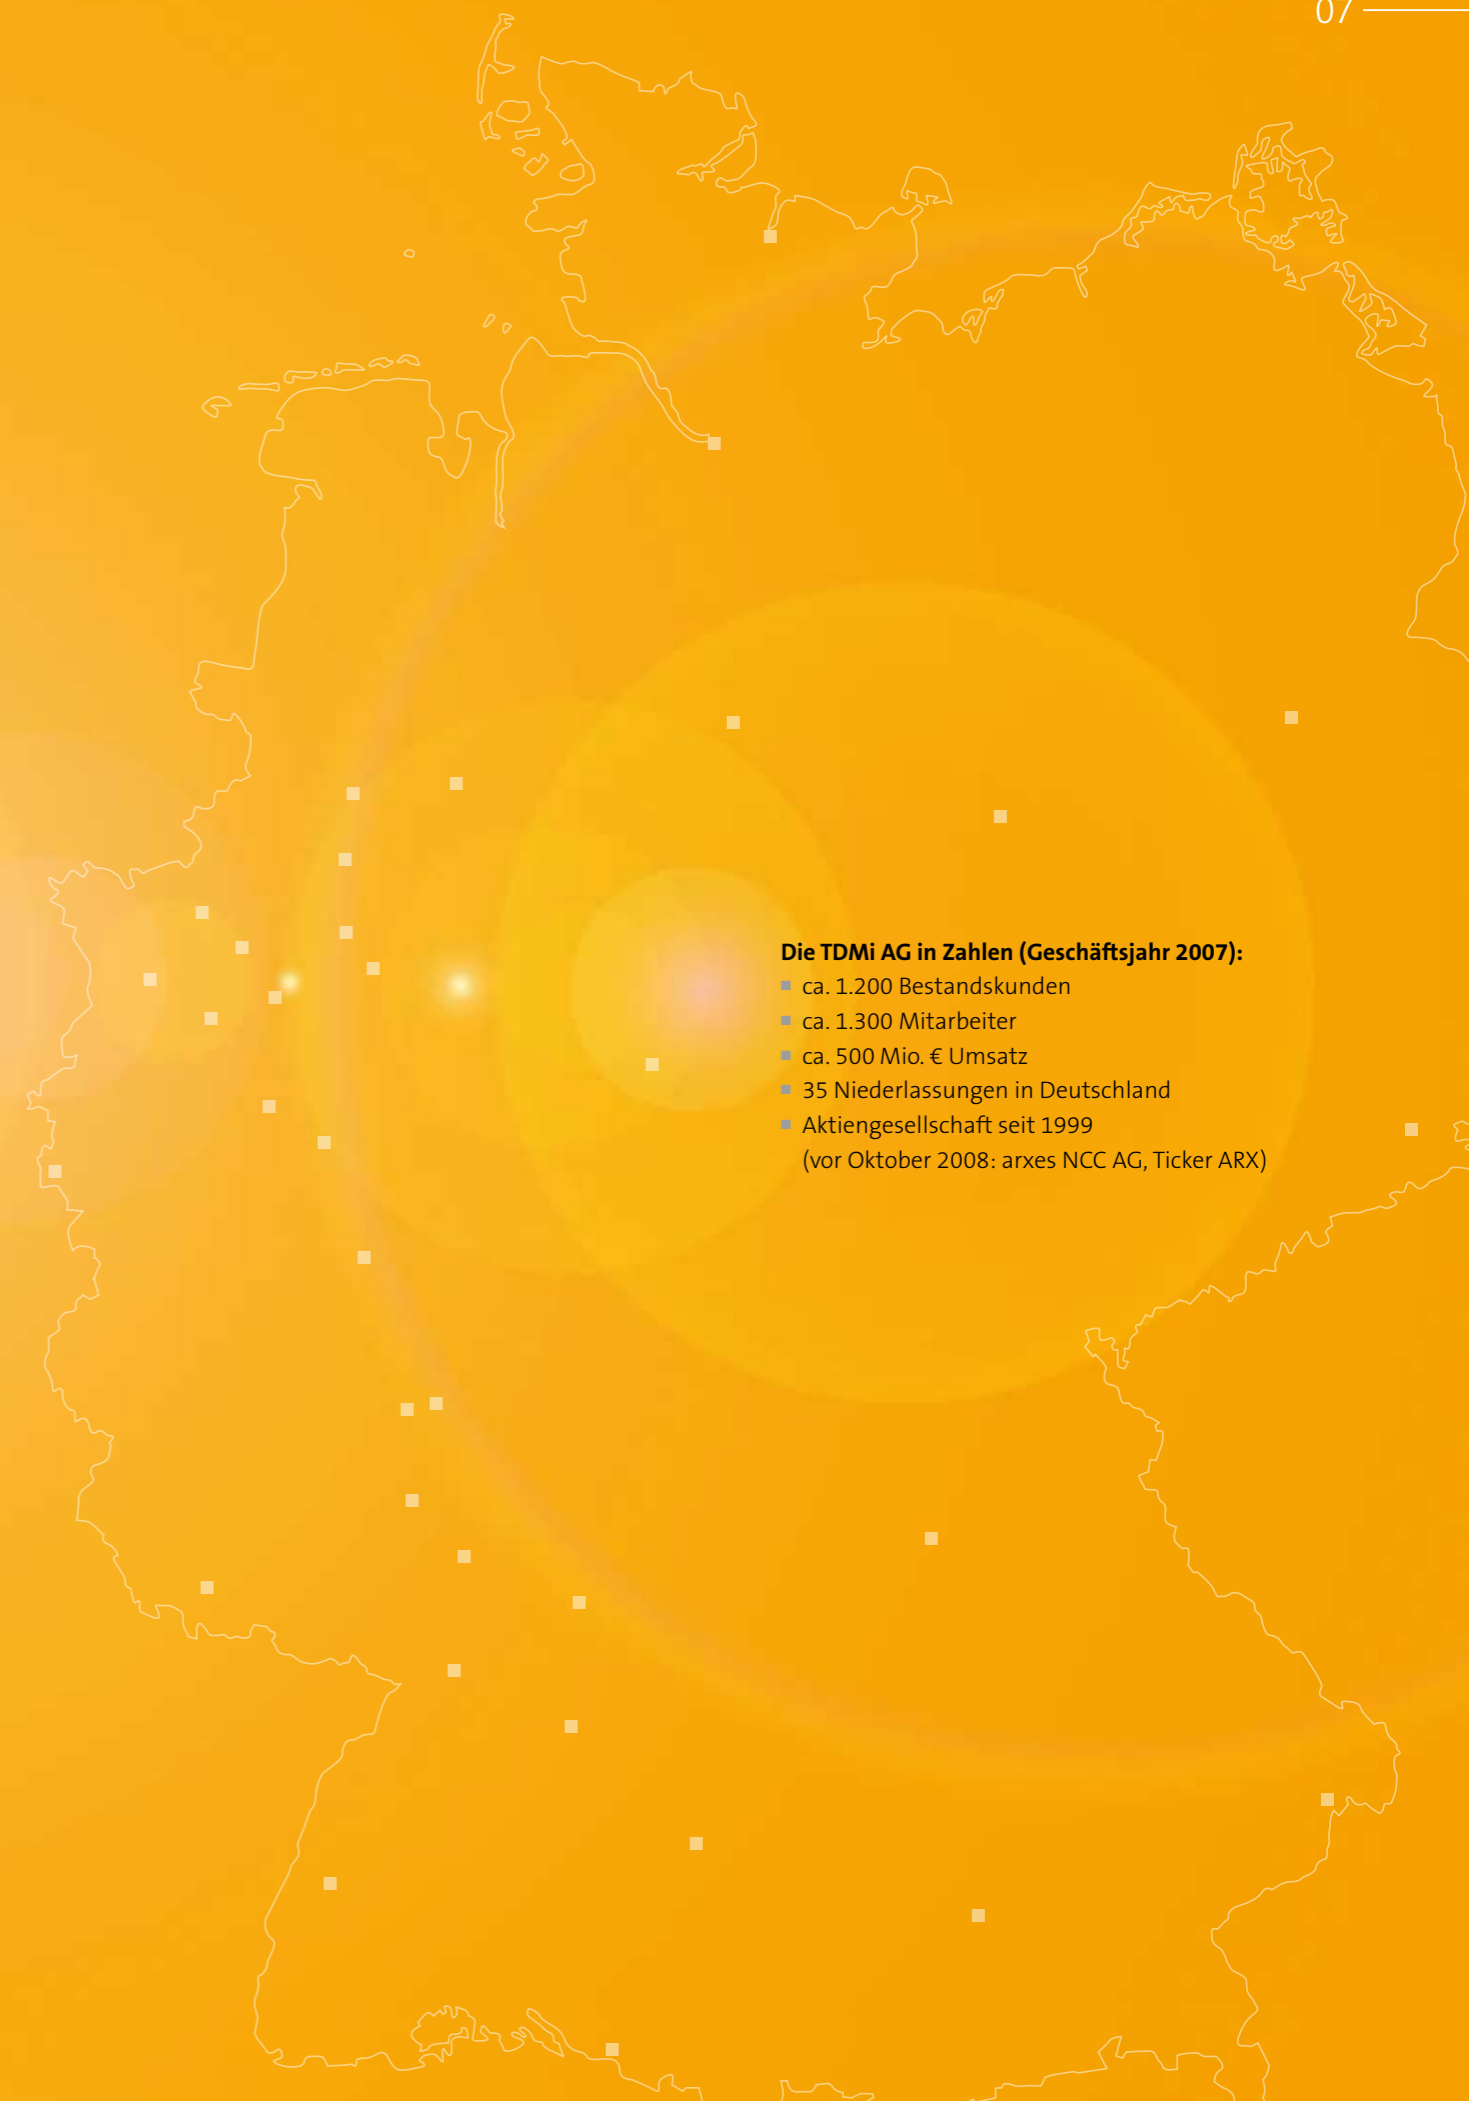 07
Die TDMi AG in Zahlen (Geschäftsjahr 2007):
ca. 1.200 Bestandskunden
ca. 1.300 Mitarbeiter
ca. 500 Mio. € Umsatz
35 Niederlassungen in Deutschland
Aktiengesellschaft seit 1999
(vor Oktober 2008: arxes NCC AG, Ticker ARX)